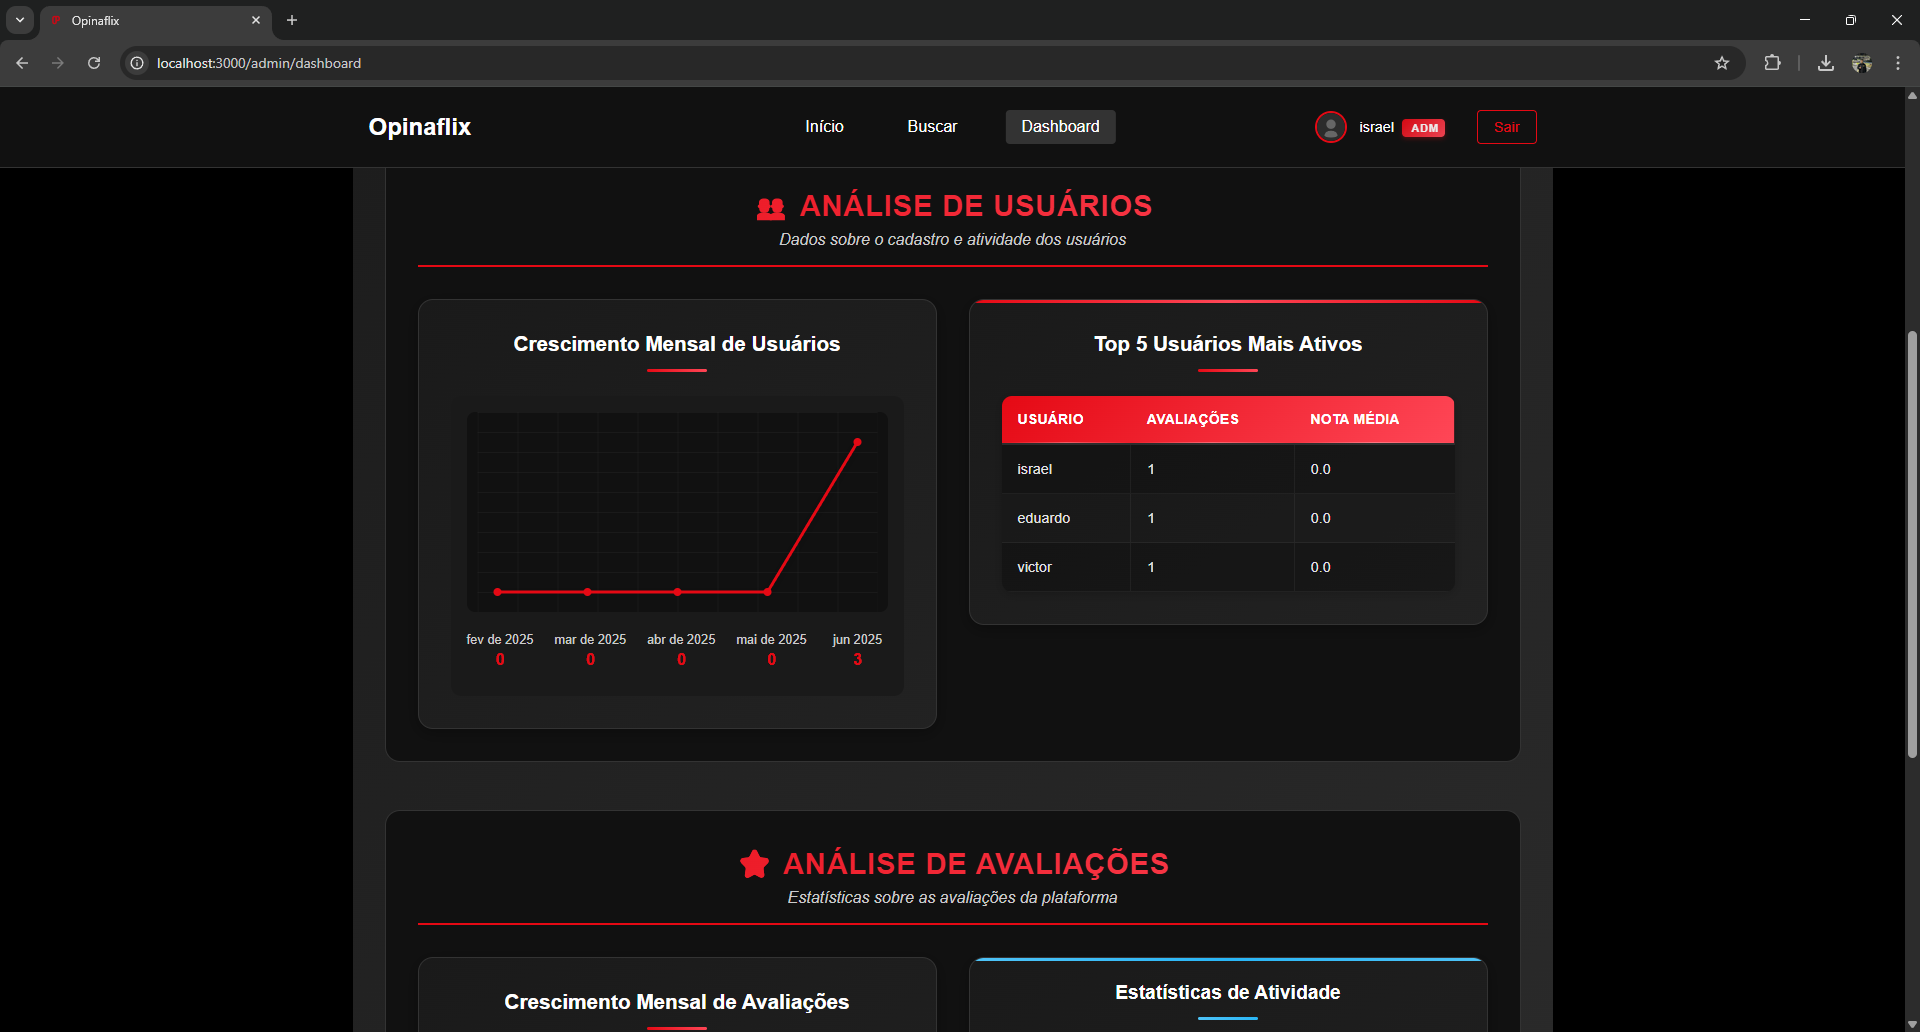 Opinaflix
localhost:3000/admin/dashboard
Opinaflix
Início
Buscar
Dashboard
israel ADM
Sair
ANÁLISE DE USUÁRIOS
Dados sobre o cadastro e atividade dos usuários
Crescimento Mensal de Usuários
fev de 2025 mar de 2025 abr de 2025 mai de 2025 jun 2025
0 0 0 0 3
Top 5 Usuários Mais Ativos
USUÁRIO AVALIAÇÕES NOTA MÉDIA
israel 1 0.0
eduardo 1 0.0
victor 1 0.0
ANÁLISE DE AVALIAÇÕES
Estatísticas sobre as avaliações da plataforma
Crescimento Mensal de Avaliações
Estatísticas de Atividade